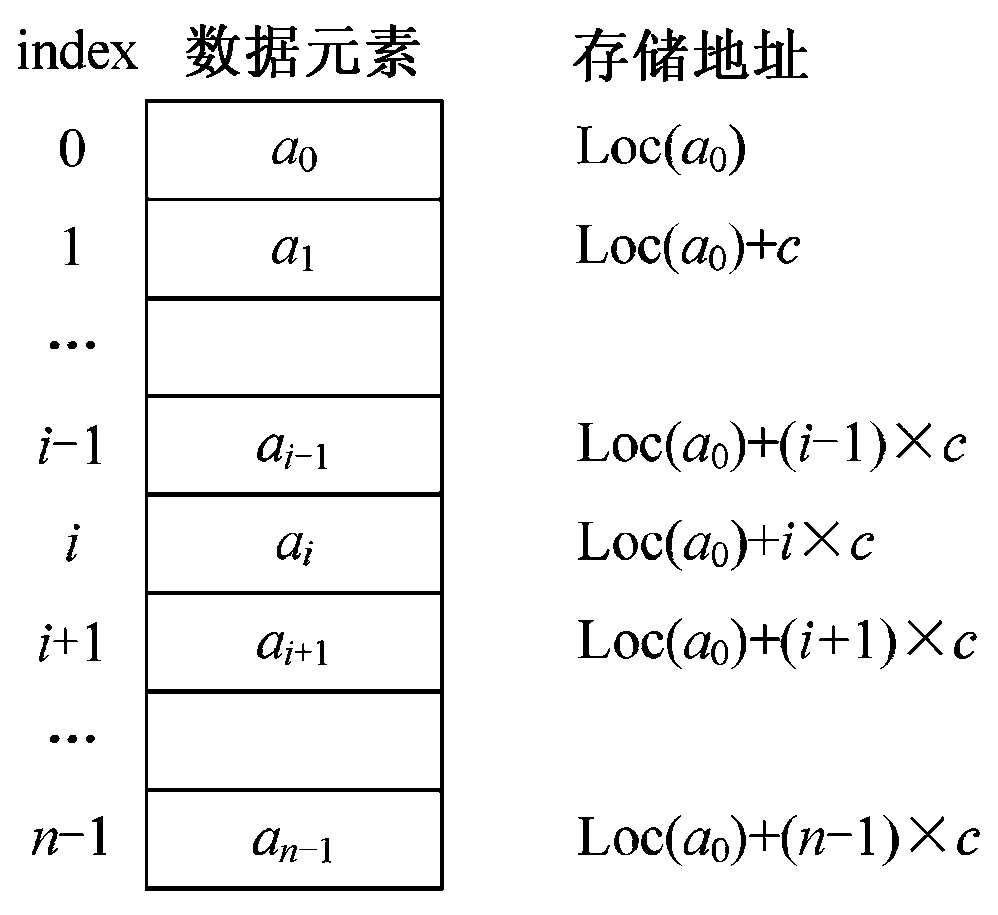 index 数据元素 存储地址
0 a₀ Loc(a₀)
1 a₁ Loc(a₀)+c
...
i−1 aᵢ₋₁ Loc(a₀)+(i−1)×c
i aᵢ Loc(a₀)+i×c
i+1 aᵢ₊₁ Loc(a₀)+(i+1)×c
...
n−1 aₙ₋₁ Loc(a₀)+(n−1)×c